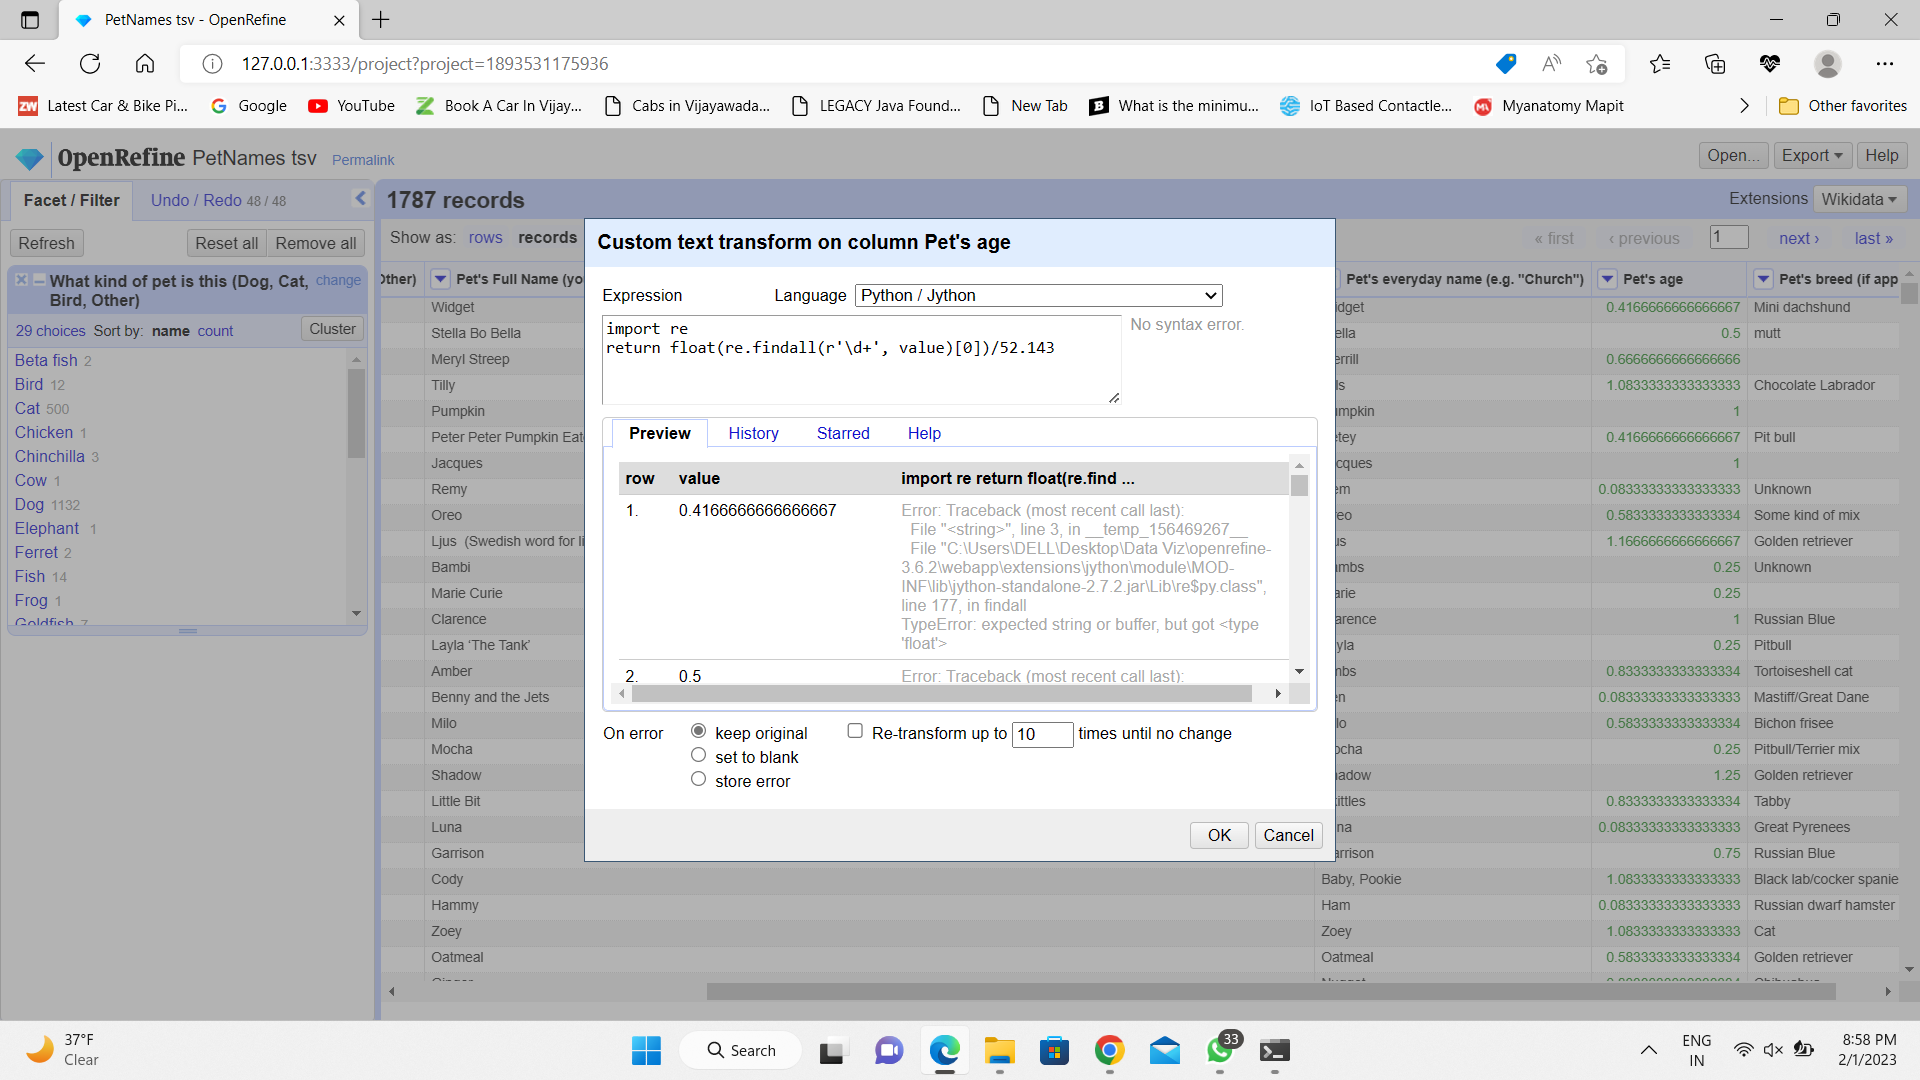 PetNames tsv - OpenRefine
127.0.0.1:3333/project?project=1893531175936
Latest Car & Bike Pi...
Google
YouTube
Book A Car In Vijay...
Cabs in Vijayawada...
LEGACY Java Found...
New Tab
What is the minimu...
IoT Based Contactle...
Myanatomy Mapit
Other favorites
OpenRefine PetNames tsv Permalink
Open... Export Help
Facet / Filter Undo / Redo 48 / 48
1787 records
Extensions Wikidata
Refresh Reset all Remove all
Show as: rows records
« first ‹ previous 1 next › last »
What kind of pet is this (Dog, Cat, Bird, Other) change
29 choices Sort by: name count Cluster
Beta fish 2
Bird 12
Cat 500
Chicken 1
Chinchilla 3
Cow 1
Dog 1132
Elephant 1
Ferret 2
Fish 14
Frog 1
Goldfish 7
Other)
Pet's Full Name (yo
Widget
Stella Bo Bella
Meryl Streep
Tilly
Pumpkin
Peter Peter Pumpkin Eat
Jacques
Remy
Oreo
Ljus (Swedish word for li
Bambi
Marie Curie
Clarence
Layla ‘The Tank’
Amber
Benny and the Jets
Milo
Mocha
Shadow
Little Bit
Luna
Garrison
Cody
Hammy
Zoey
Oatmeal
Custom text transform on column Pet's age
Expression Language Python / Jython
import re
return float(re.findall(r'\d+', value)[0])/52.143
No syntax error.
Preview History Starred Help
row value import re return float(re.find ...
1. 0.4166666666666667 Error: Traceback (most recent call last):
File "<string>", line 3, in __temp_156469267__
File "C:\Users\DELL\Desktop\Data Viz\openrefine-
3.6.2\webapp\extensions\jython\module\MOD-
INF\lib\jython-standalone-2.7.2.jar\Lib\re$py.class",
line 177, in findall
TypeError: expected string or buffer, but got <type
'float'>
2. 0.5 Error: Traceback (most recent call last):
On error keep original Re-transform up to 10 times until no change
set to blank
store error
OK Cancel
Pet's everyday name (e.g. "Church") Pet's age Pet's breed (if app
idget 0.4166666666666667 Mini dachshund
ella 0.5 mutt
errill 0.6666666666666666
ls 1.0833333333333333 Chocolate Labrador
mpkin 1
tey 0.4166666666666667 Pit bull
cques 1
em 0.08333333333333333 Unknown
eo 0.5833333333333334 Some kind of mix
us 1.1666666666666667 Golden retriever
mbs 0.25 Unknown
arie 0.25
arence 1 Russian Blue
yla 0.25 Pitbull
mbs 0.8333333333333334 Tortoiseshell cat
en 0.08333333333333333 Mastiff/Great Dane
lo 0.5833333333333334 Bichon frisee
ocha 0.25 Pitbull/Terrier mix
adow 1.25 Golden retriever
ittles 0.8333333333333334 Tabby
na 0.08333333333333333 Great Pyrenees
arrison 0.75 Russian Blue
Baby, Pookie 1.0833333333333333 Black lab/cocker spanie
Ham 0.08333333333333333 Russian dwarf hamster
Zoey 1.0833333333333333 Cat
Oatmeal 0.5833333333333334 Golden retriever
37°F
Clear
Search
33
ENG
IN
8:58 PM
2/1/2023